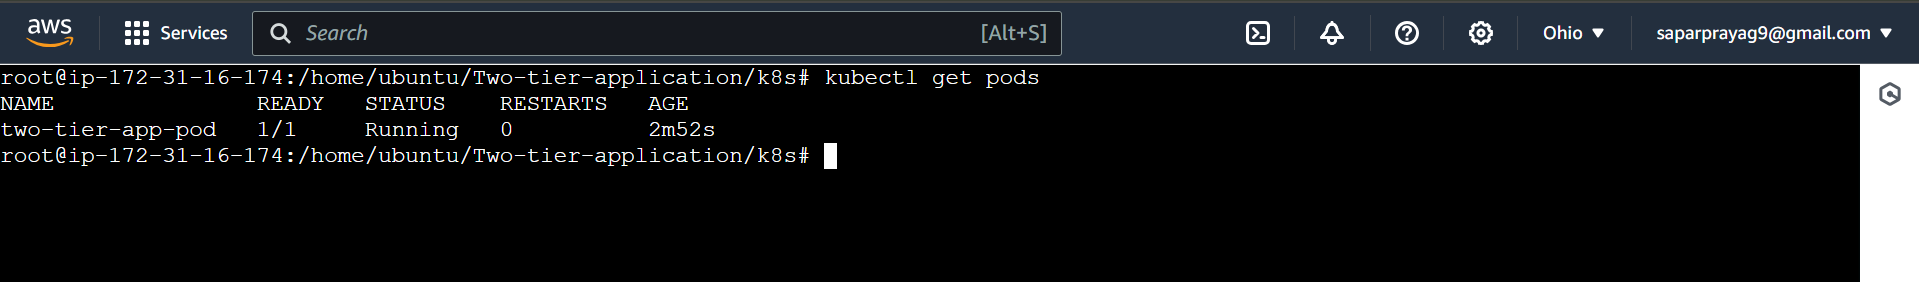 aws Services Search [Alt+S] Ohio ▼ saparprayag9@gmail.com ▼
root@ip-172-31-16-174:/home/ubuntu/Two-tier-application/k8s# kubectl get pods
NAME READY STATUS RESTARTS AGE
two-tier-app-pod 1/1 Running 0 2m52s
root@ip-172-31-16-174:/home/ubuntu/Two-tier-application/k8s#